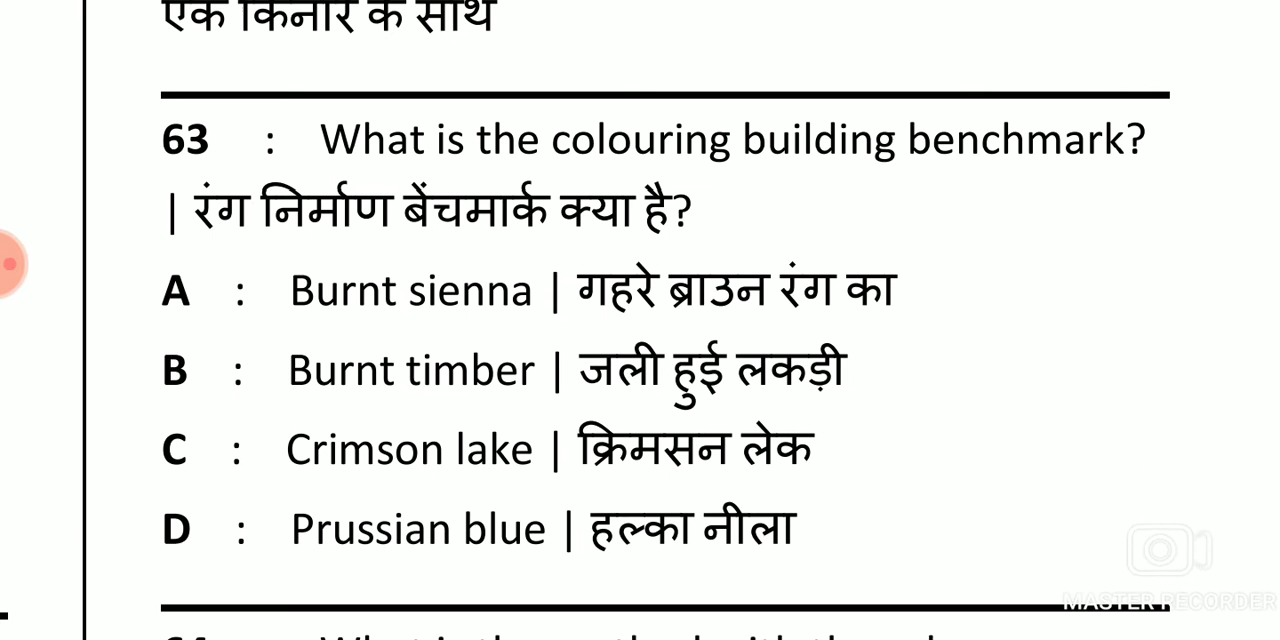 एक किनारे के साथ
63 : What is the colouring building benchmark?
| रंग निर्माण बेंचमार्क क्या है?
A : Burnt sienna | गहरे ब्राउन रंग का
B : Burnt timber | जली हुई लकड़ी
C : Crimson lake | क्रिमसन लेक
D : Prussian blue | हल्का नीला
MASTER RECORDER